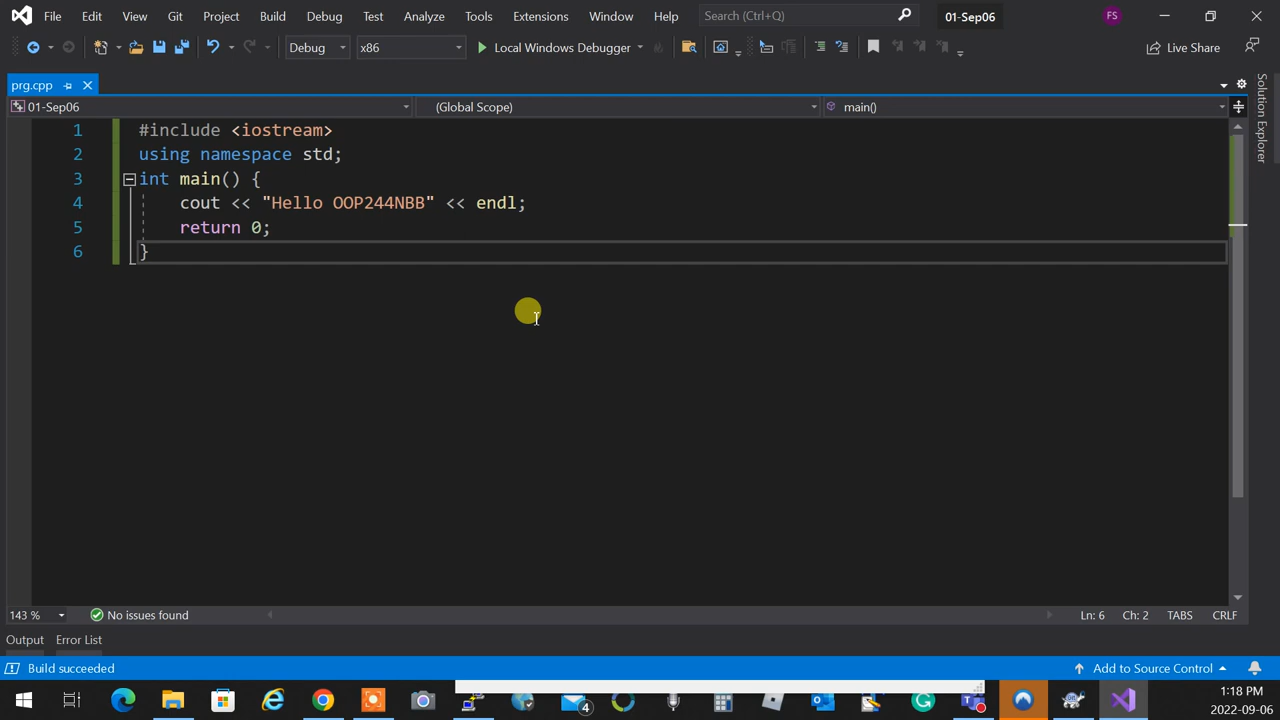 File Edit View Git Project Build Debug Test Analyze Tools Extensions Window Help Search (Ctrl+Q) 01-Sep06 FS
Debug x86 Local Windows Debugger Live Share
prg.cpp
01-Sep06 (Global Scope) main()
Solution Explorer
1 #include <iostream>
2 using namespace std;
3 int main() {
4 cout << "Hello OOP244NBB" << endl;
5 return 0;
6 }
143 % No issues found Ln: 6 Ch: 2 TABS CRLF
Output Error List
Build succeeded Add to Source Control
4
1:18 PM
2022-09-06